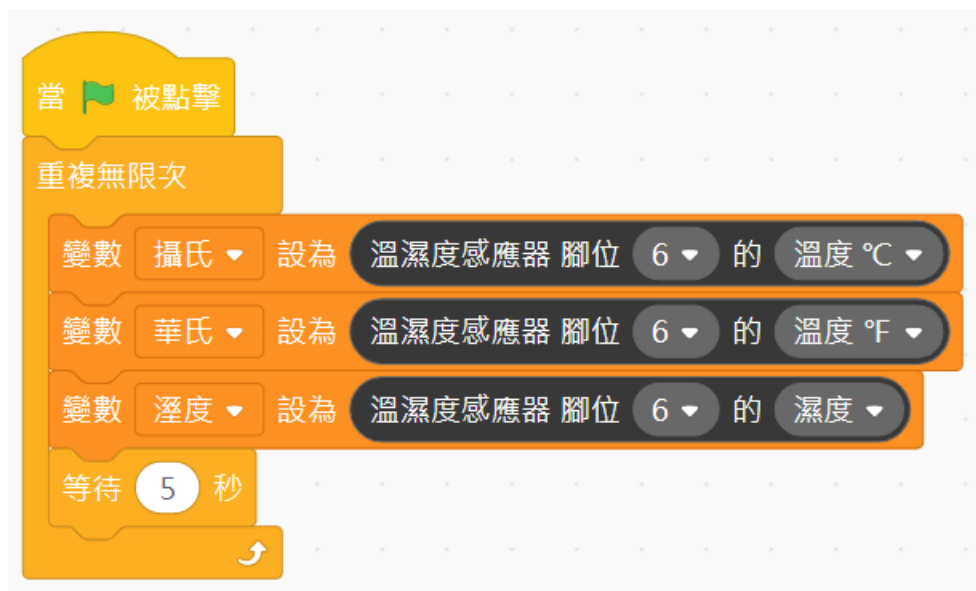 當 被點擊
重複無限次
變數 攝氏 設為 溫濕度感應器 腳位 6 的 溫度 ℃
變數 華氏 設為 溫濕度感應器 腳位 6 的 溫度 ℉
變數 溼度 設為 溫濕度感應器 腳位 6 的 濕度
等待 5 秒